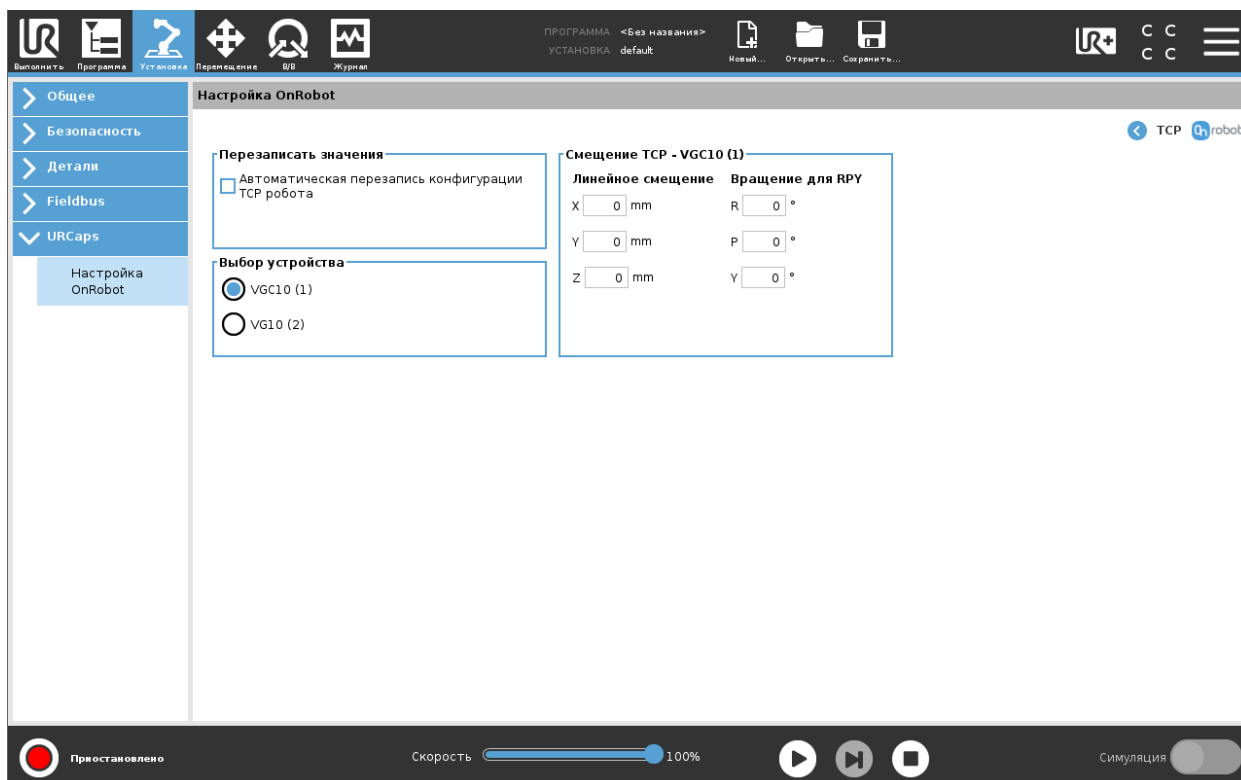 ПРОГРАММА <Без названия>
УСТАНОВКА default
Выполнить Программа Установка Перемещение В/В Журнал
Новый... Открыть... Сохранить...
UR+
C C
C C
Общее
Безопасность
Детали
Fieldbus
URCaps
Настройка
OnRobot
Настройка OnRobot
TCP
On robot
Перезаписать значения
Автоматическая перезапись конфигурации
TCP робота
Выбор устройства
VGC10 (1)
VG10 (2)
Смещение TCP - VGC10 (1)
Линейное смещение Вращение для RPY
X 0 mm R 0 °
Y 0 mm P 0 °
Z 0 mm Y 0 °
Приостановлено
Скорость 100%
Симуляция